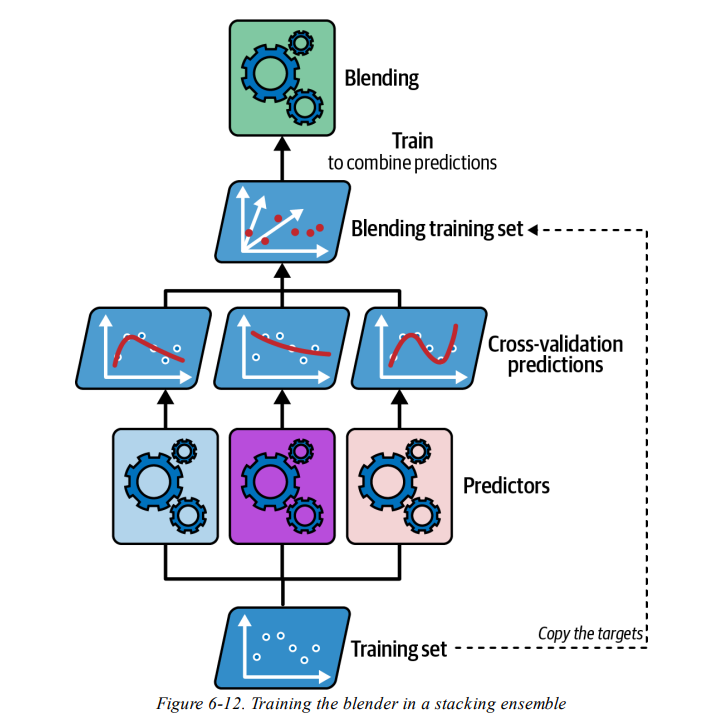 Blending
Train
to combine predictions
Blending training set
Cross-validation
predictions
Predictors
Copy the targets
Training set
Figure 6-12. Training the blender in a stacking ensemble